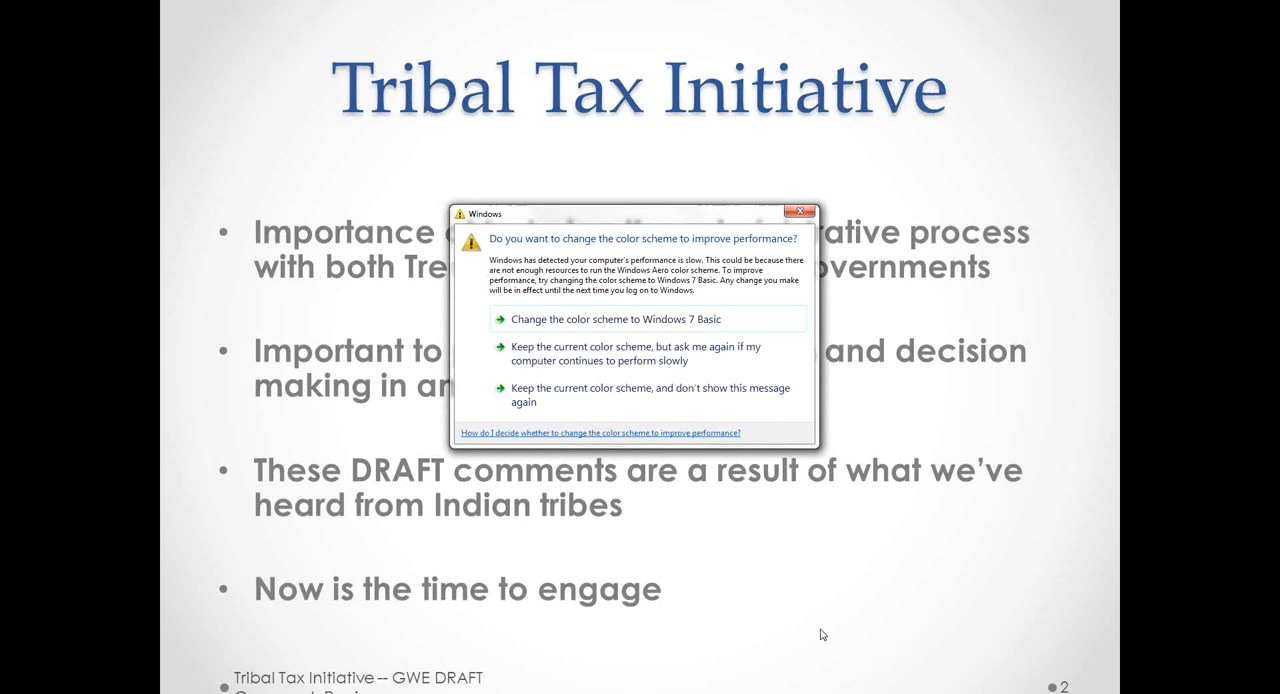 Tribal Tax Initiative
Windows
Do you want to change the color scheme to improve performance?
Windows has detected your computer's performance is slow. This could be because there
are not enough resources to run the Windows Aero color scheme. To improve
performance, try changing the color scheme to Windows 7 Basic. Any change you make
will be in effect until the next time you log on to Windows.
Change the color scheme to Windows 7 Basic
Keep the current color scheme, but ask me again if my
computer continues to perform slowly
Keep the current color scheme, and don't show this message
again
How do I decide whether to change the color scheme to improve performance?
• Importance process
with both
• Important to and decision
making in
• These DRAFT comments are a result of what we've
heard from Indian tribes
• Now is the time to engage
Tribal Tax Initiative -- GWE DRAFT
2